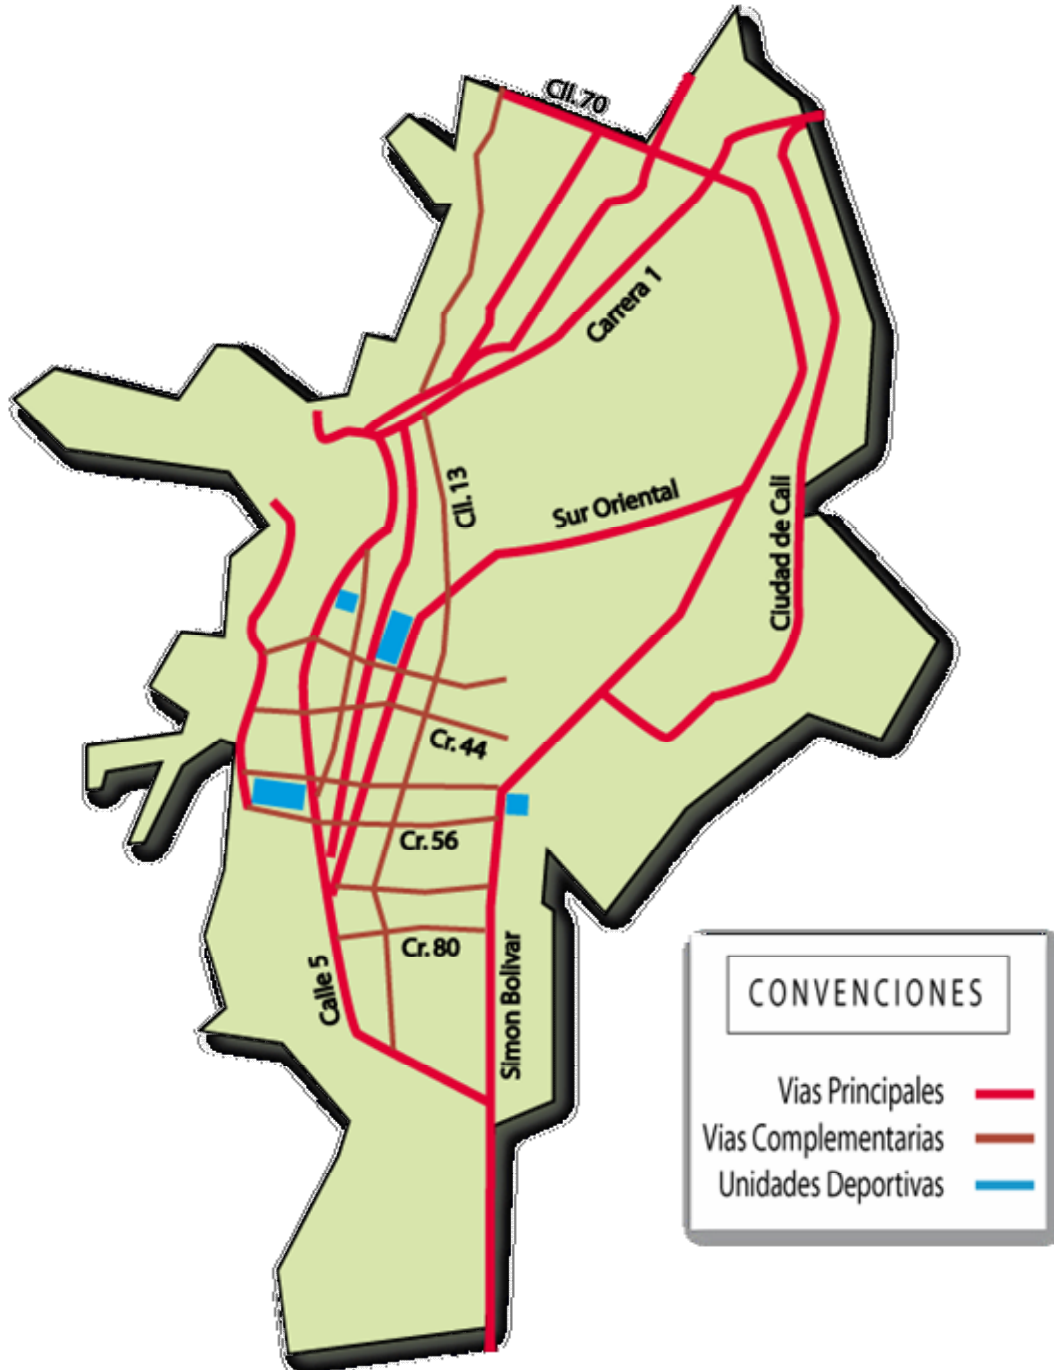 Cll. 70
Carrera 1
Cll. 13
Sur Oriental
Ciudad de Cali
Cr. 44
Cr. 56
Cr. 80
Calle 5
Simon Bolivar
CONVENCIONES
Vias Principales
Vias Complementarias
Unidades Deportivas